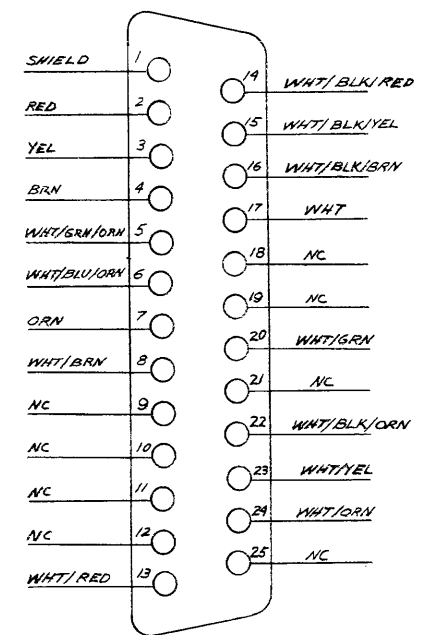 SHIELD 1
RED 2
YEL 3
BRN 4
WHT/GRN/ORN 5
WHT/BLU/ORN 6
ORN 7
WHT/BRN 8
NC 9
NC 10
NC 11
NC 12
WHT/RED 13
14 WHT/BLK/RED
15 WHT/BLK/YEL
16 WHT/BLK/BRN
17 WHT
18 NC
19 NC
20 WHT/GRN
21 NC
22 WHT/BLK/ORN
23 WHT/YEL
24 WHT/ORN
25 NC